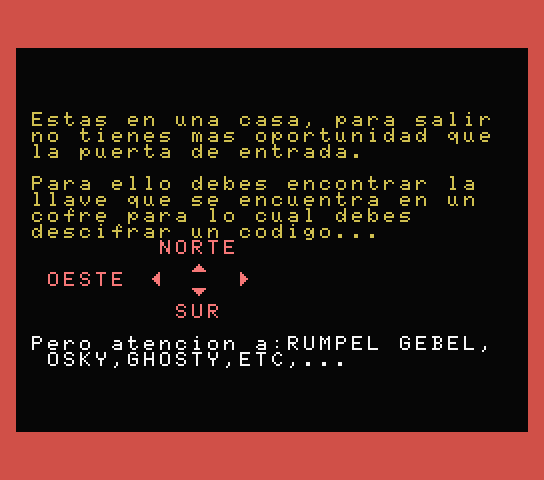 Estas en una casa, para salir
no tienes mas oportunidad que
la puerta de entrada.
Para ello debes encontrar la
llave que se encuentra en un
cofre para lo cual debes
descifrar un codigo...
NORTE
OESTE
SUR
Pero atencion a:RUMPEL GEBEL,
OSKY,GHOSTY,ETC,...